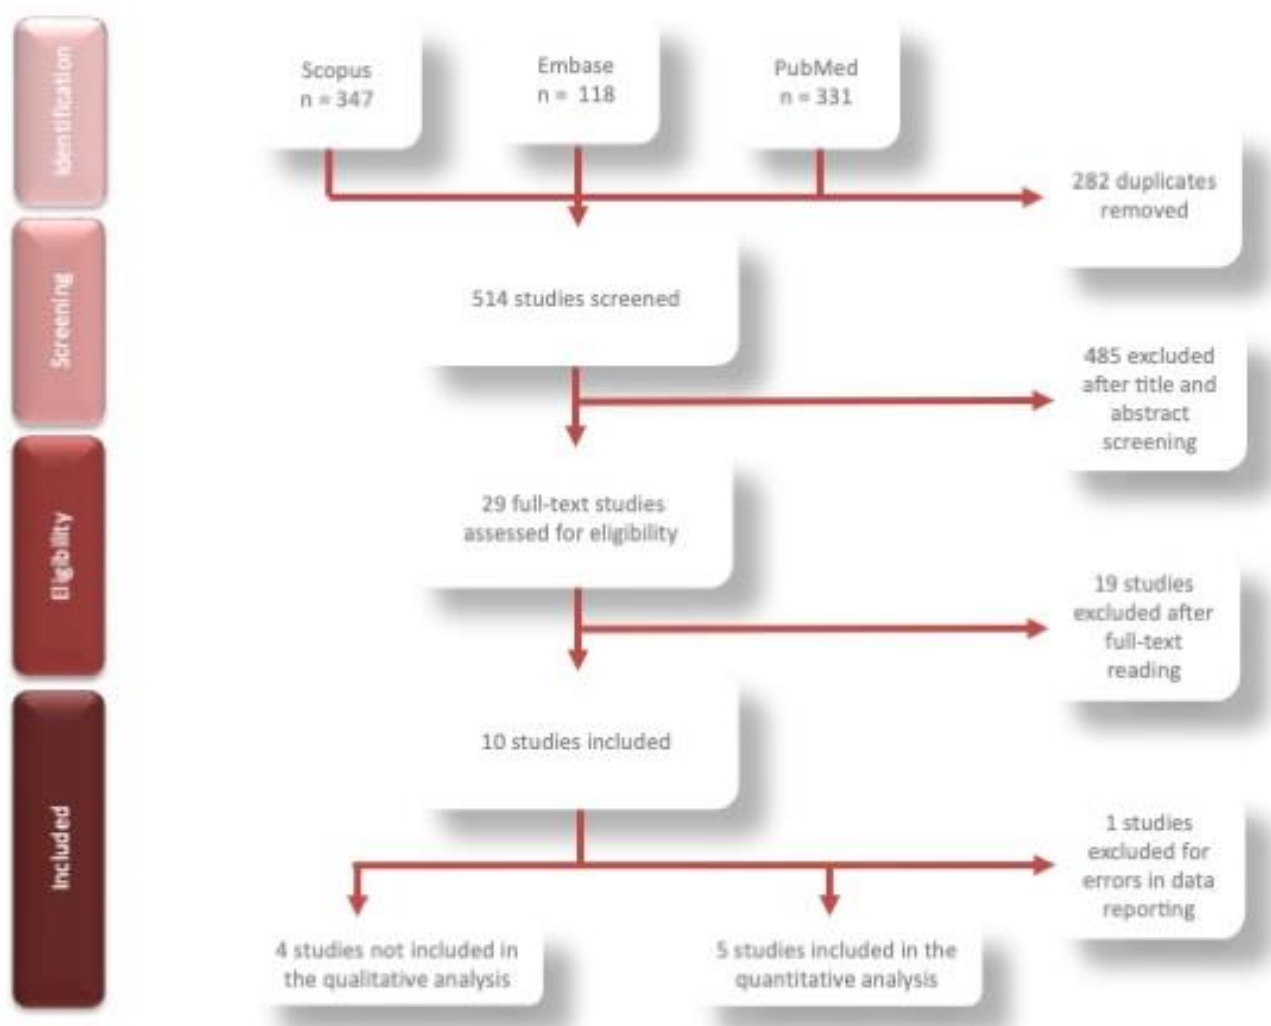 Identification
Scopus
n = 347
Embase
n = 118
PubMed
n = 331
282 duplicates
removed
Screening
514 studies screened
485 excluded
after title and
abstract
screening
Eligibility
29 full-text studies
assessed for eligibility
19 studies
excluded after
full-text
reading
Included
10 studies included
1 studies
excluded for
errors in data
reporting
4 studies not included in
the qualitative analysis
5 studies included in the
quantitative analysis